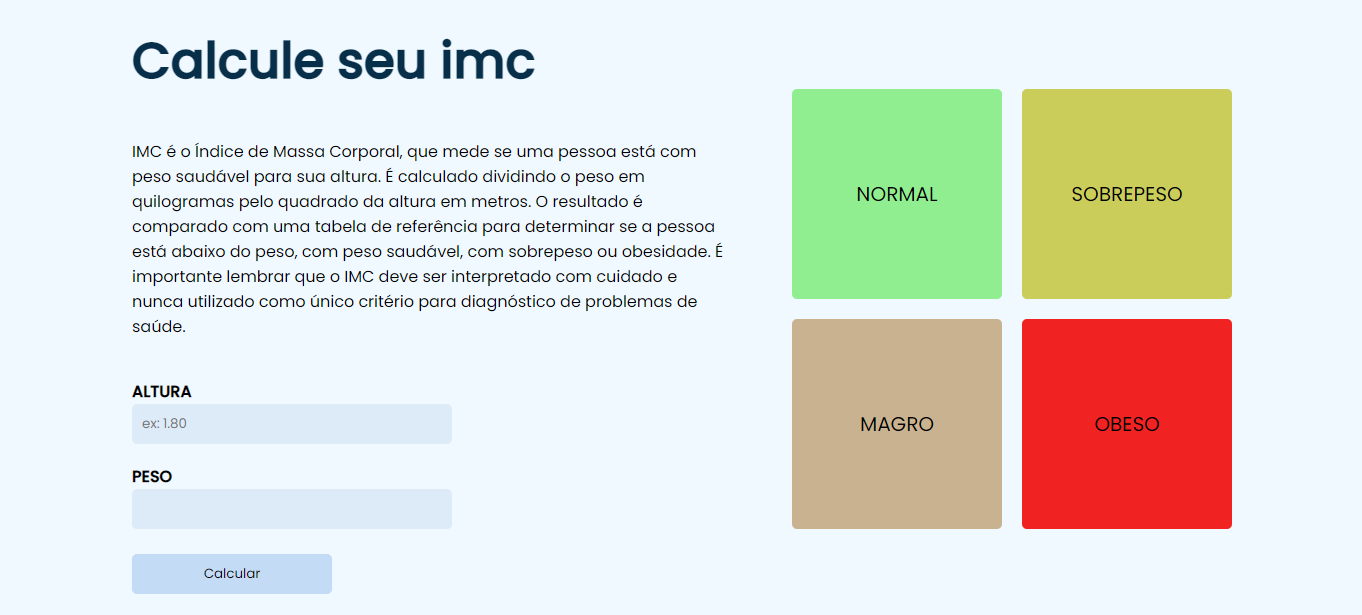 Calcule seu imc
IMC é o Índice de Massa Corporal, que mede se uma pessoa está com
peso saudável para sua altura. É calculado dividindo o peso em
quilogramas pelo quadrado da altura em metros. O resultado é
comparado com uma tabela de referência para determinar se a pessoa
está abaixo do peso, com peso saudável, com sobrepeso ou obesidade. É
importante lembrar que o IMC deve ser interpretado com cuidado e
nunca utilizado como único critério para diagnóstico de problemas de
saúde.
ALTURA
ex: 1.80
PESO
Calcular
NORMAL
SOBREPESO
MAGRO
OBESO